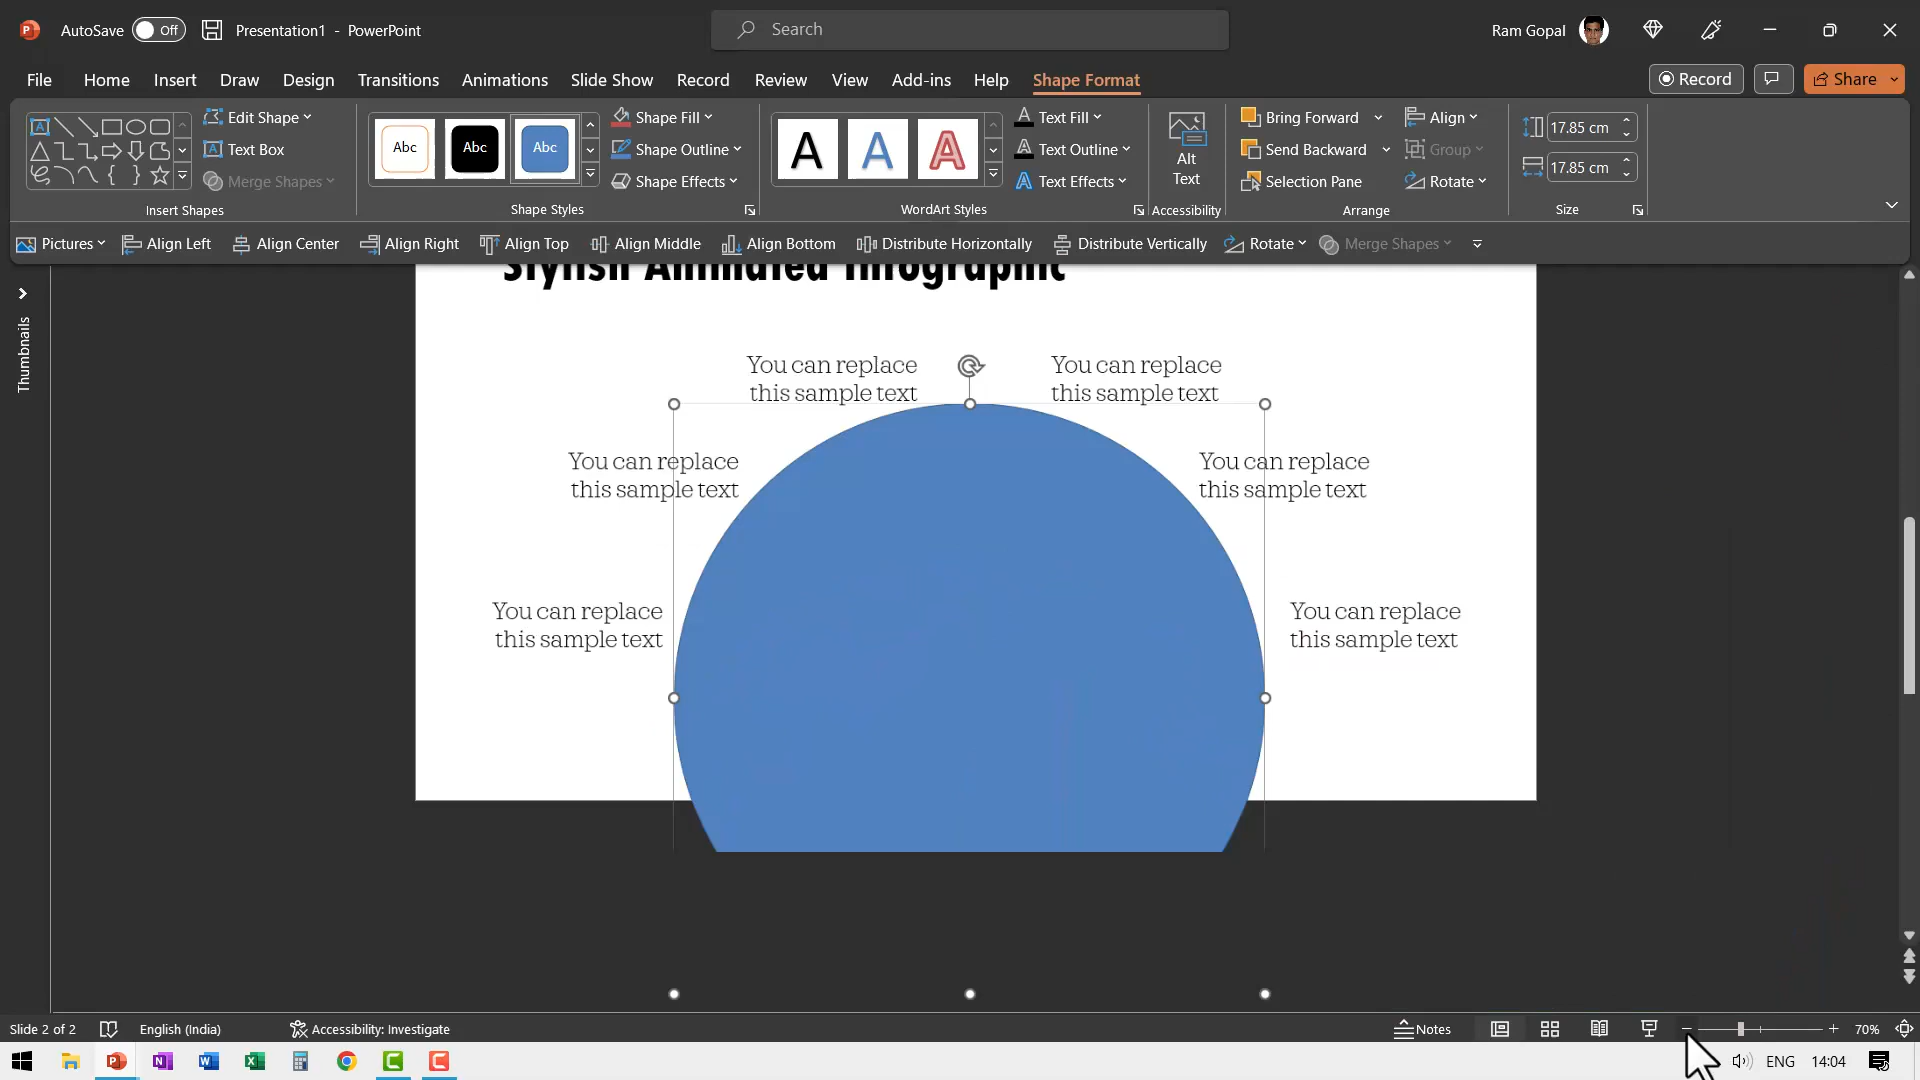 AutoSave Off Presentation1 - PowerPoint Search Ram Gopal
File Home Insert Draw Design Transitions Animations Slide Show Record Review View Add-ins Help Shape Format Record Share
Edit Shape
Text Box
Merge Shapes
Insert Shapes
Abc Abc Abc
Shape Fill
Shape Outline
Shape Effects
Shape Styles
A A A
Text Fill
Text Outline
Text Effects
WordArt Styles
Alt
Text
Accessibility
Bring Forward
Send Backward
Selection Pane
Align
Group
Rotate
Arrange
17.85 cm
17.85 cm
Size
Pictures Align Left Align Center Align Right Align Top Align Middle Align Bottom Distribute Horizontally Distribute Vertically Rotate Merge Shapes
Thumbnails
Stylish Animated Infographic
You can replace
this sample text
You can replace
this sample text
You can replace
this sample text
You can replace
this sample text
You can replace
this sample text
You can replace
this sample text
Slide 2 of 2 English (India) Accessibility: Investigate Notes 70%
ENG 14:04